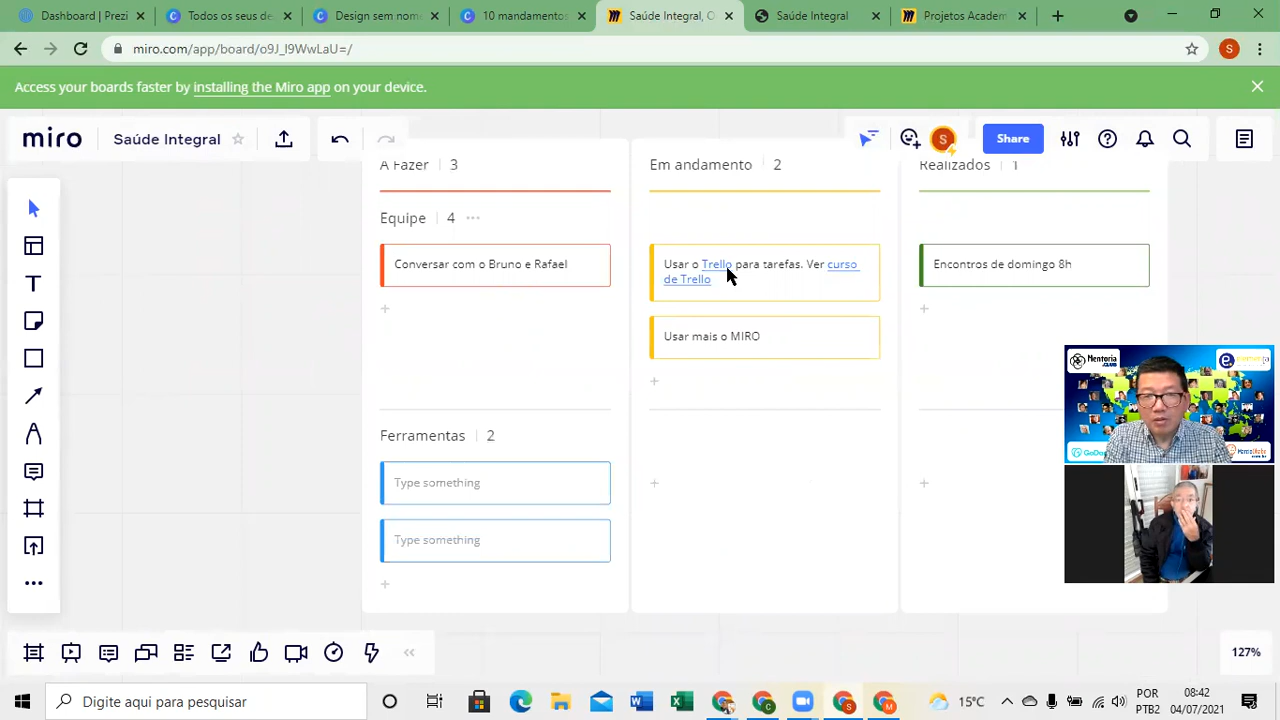 Dashboard | Prezi
Todos os seus de
Design sem nome
10 mandamentos
Saúde Integral, O
Saúde Integral
Projetos Academ
miro.com/app/board/o9J_l9WwLaU=/
S
Access your boards faster by installing the Miro app on your device.
miro
Saúde Integral
S
Share
A Fazer 3
Em andamento 2
Realizados 1
Equipe 4
Conversar com o Bruno e Rafael
Usar o Trello para tarefas. Ver curso
de Trello
Encontros de domingo 8h
Usar mais o MIRO
Ferramentas 2
Type something
Type something
Mentoria
127%
Digite aqui para pesquisar
15°C
POR
PTB2
08:42
04/07/2021